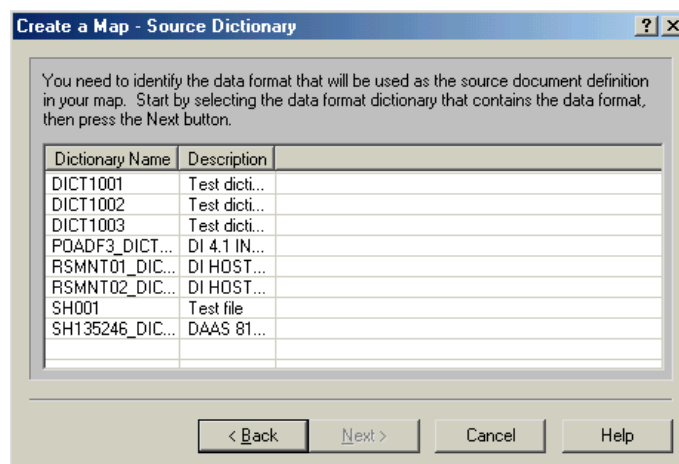 Create a Map - Source Dictionary
You need to identify the data format that will be used as the source document definition
in your map. Start by selecting the data format dictionary that contains the data format,
then press the Next button.
Dictionary Name Description
DICT1001 Test dicti...
DICT1002 Test dicti...
DICT1003 Test dicti...
POADF3_DICT... DI 4.1 IN...
RSMNT01_DIC... DI HOST...
RSMNT02_DIC... DI HOST...
SH001 Test file
SH135246_DIC... DAAS 81...
< Back Next > Cancel Help